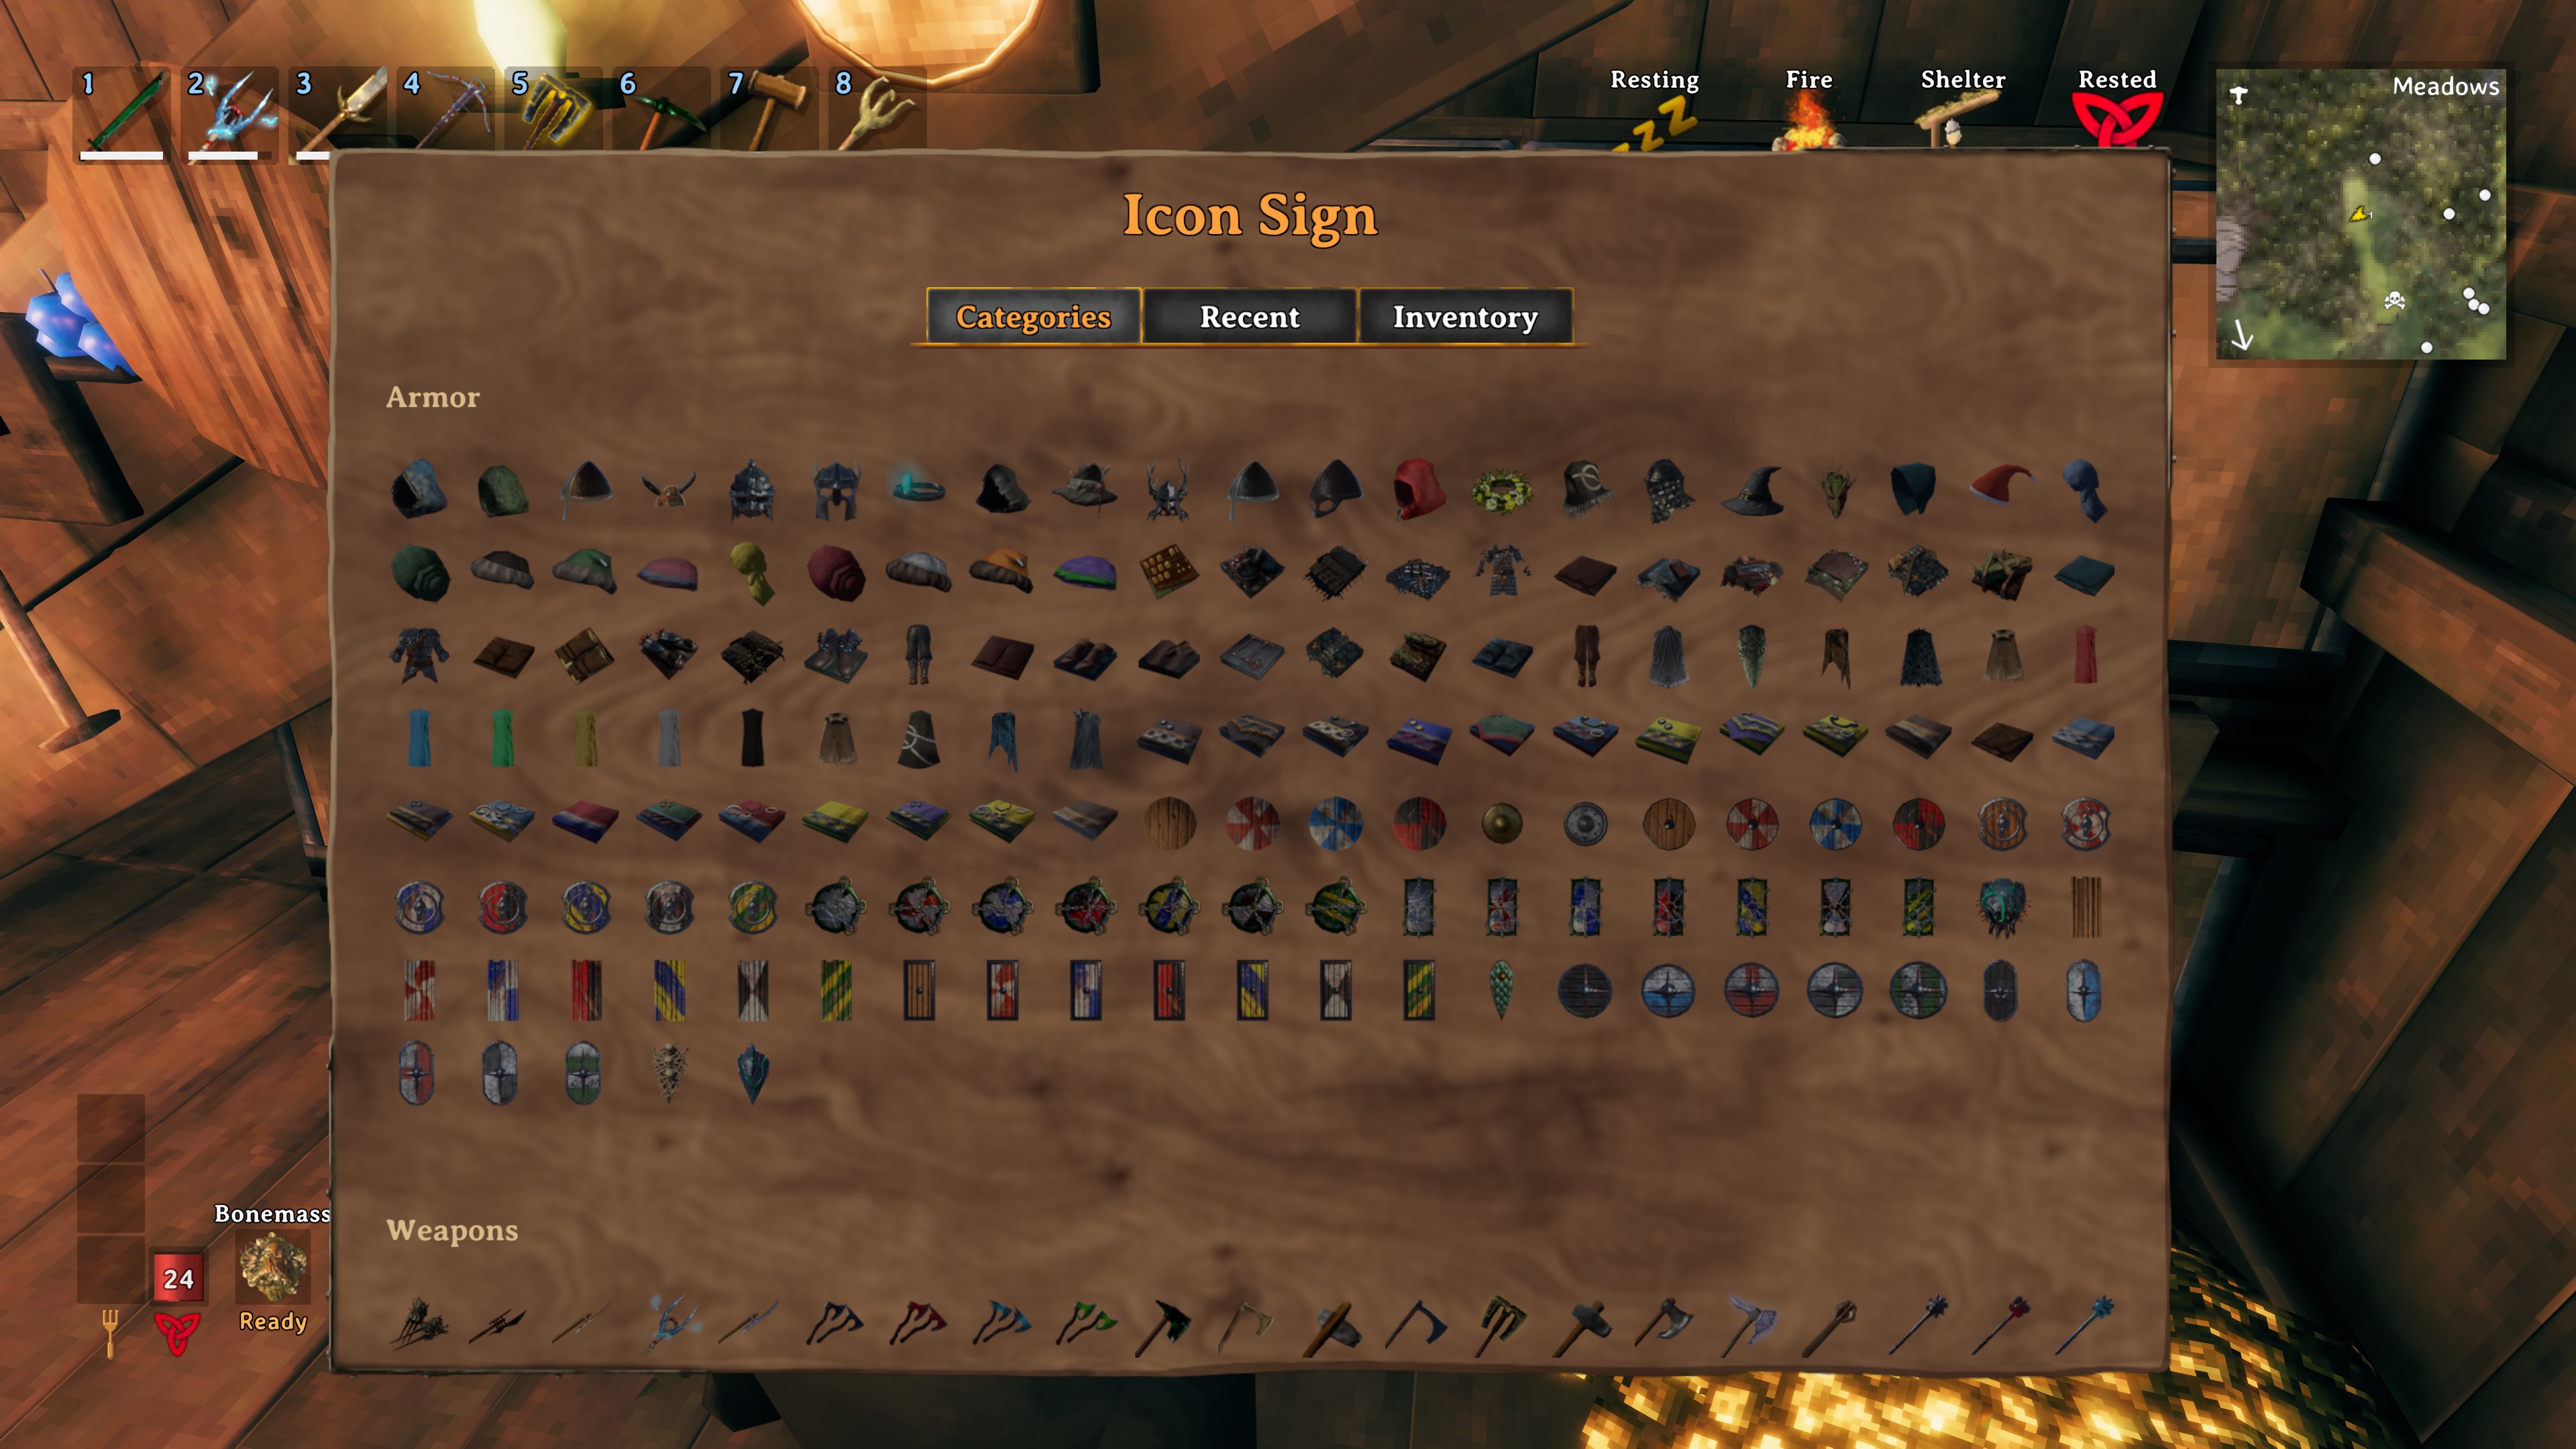 1 2 3 4 5 6 7 8
Resting Fire Shelter Rested
Meadows
Icon Sign
Categories Recent Inventory
Armor
Weapons
Bonemass
24
Ready